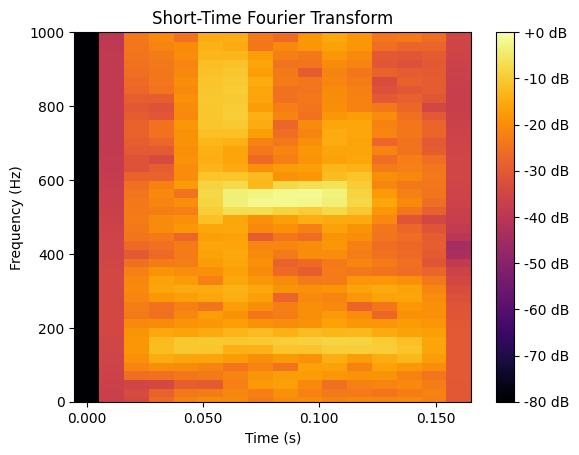 Short-Time Fourier Transform
1000
800
600
400
200
0
Frequency (Hz)
0.000
0.050
0.100
0.150
Time (s)
+0 dB
-10 dB
-20 dB
-30 dB
-40 dB
-50 dB
-60 dB
-70 dB
-80 dB